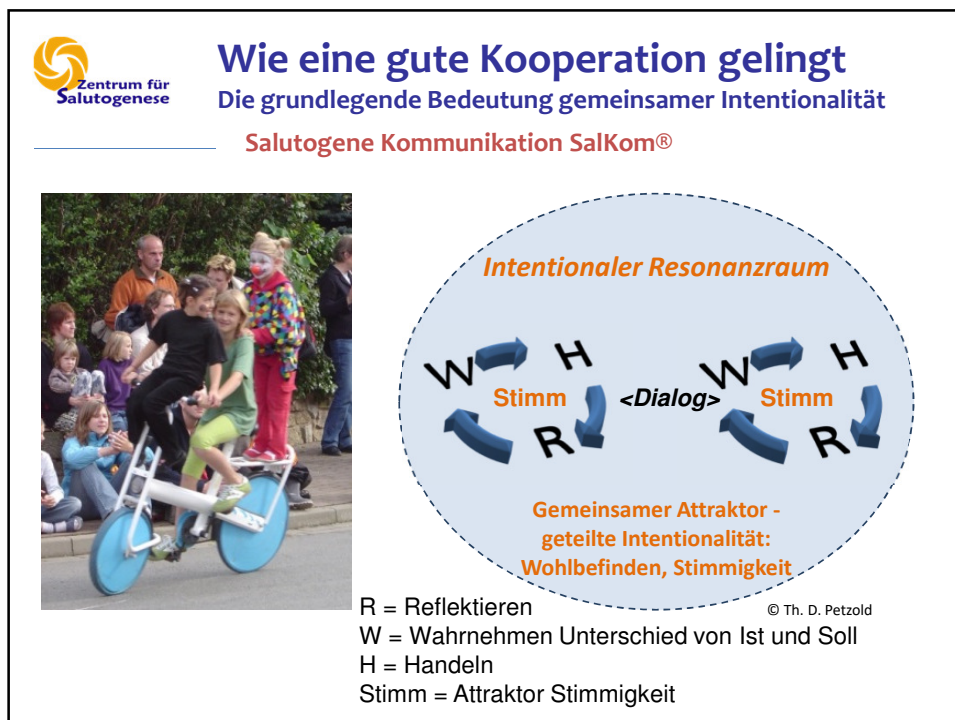 Zentrum für
Salutogenese
Wie eine gute Kooperation gelingt
Die grundlegende Bedeutung gemeinsamer Intentionalität
Salutogene Kommunikation SalKom®
Intentionaler Resonanzraum
W H W H
Stimm <Dialog> Stimm
R R
Gemeinsamer Attraktor -
geteilte Intentionalität:
Wohlbefinden, Stimmigkeit
R = Reflektieren
© Th. D. Petzold
W = Wahrnehmen Unterschied von Ist und Soll
H = Handeln
Stimm = Attraktor Stimmigkeit